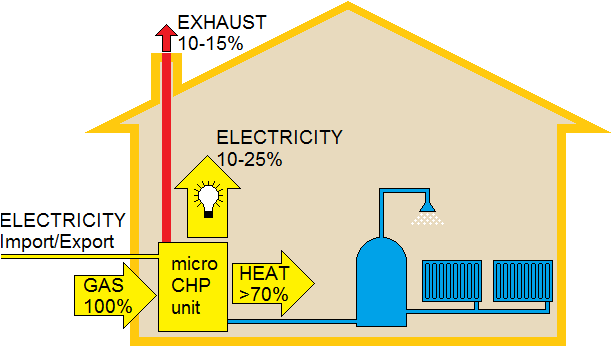 EXHAUST
10-15%
ELECTRICITY
10-25%
ELECTRICITY
Import/Export
GAS
100%
micro
CHP
unit
HEAT
>70%